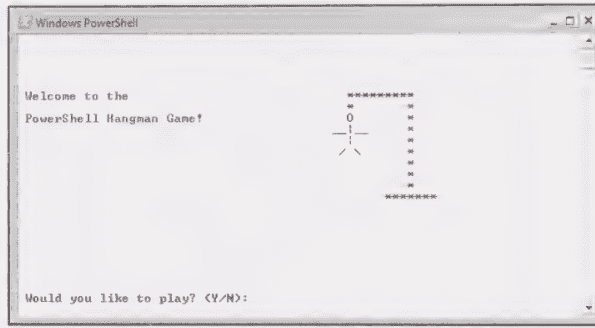 Windows PowerShell
Welcome to the
PowerShell Hangman Game!
Would you like to play? (Y/N):